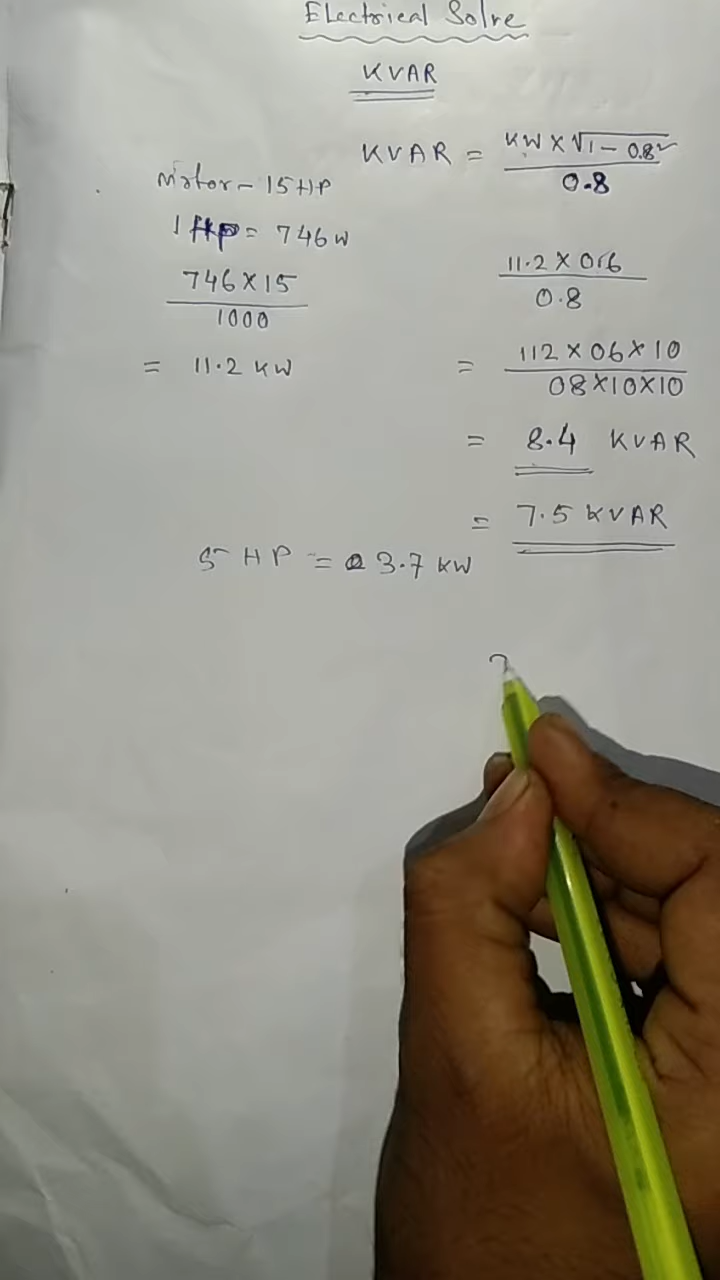 Electrical Solve
KVAR
KVAR = KW × √1 - 0.8² / 0.8
Motor - 15 HP
1 HP = 746 W
746 × 15 / 1000
= 11.2 KW
11.2 × 0.6 / 0.8
= 112 × 06 × 10 / 08 × 10 × 10
= 8.4 KVAR
= 7.5 KVAR
5 HP = 3.7 KW